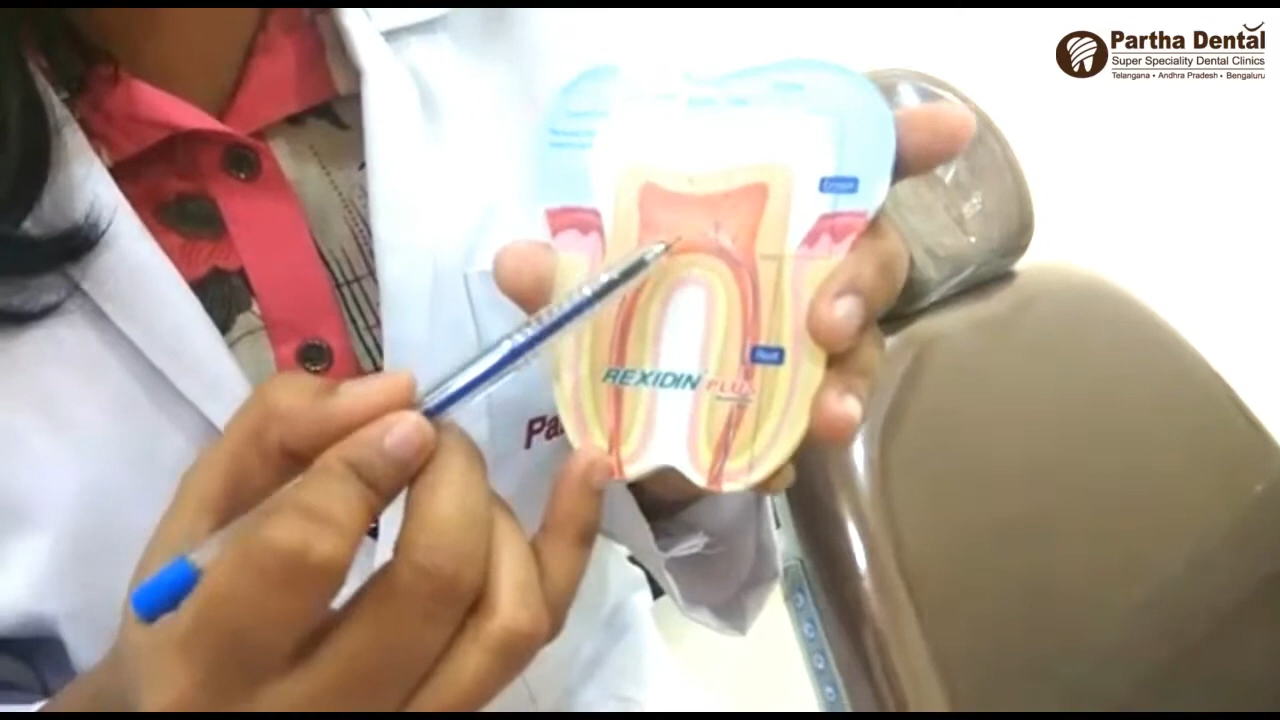 Partha Dental
Super Speciality Dental Clinics
Telangana • Andhra Pradesh • Bengaluru
Crown
Root
REXIDIN PLUS
Pa